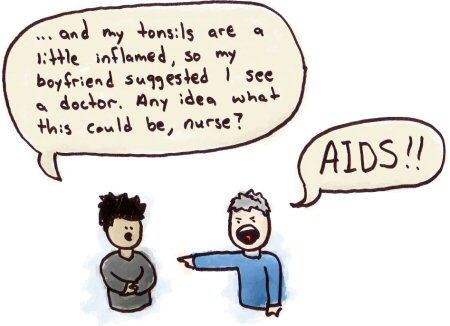 ... and my tonsils are a
little inflamed, so my
boyfriend suggested I see
a doctor. Any idea what
this could be, nurse?
AIDS!!